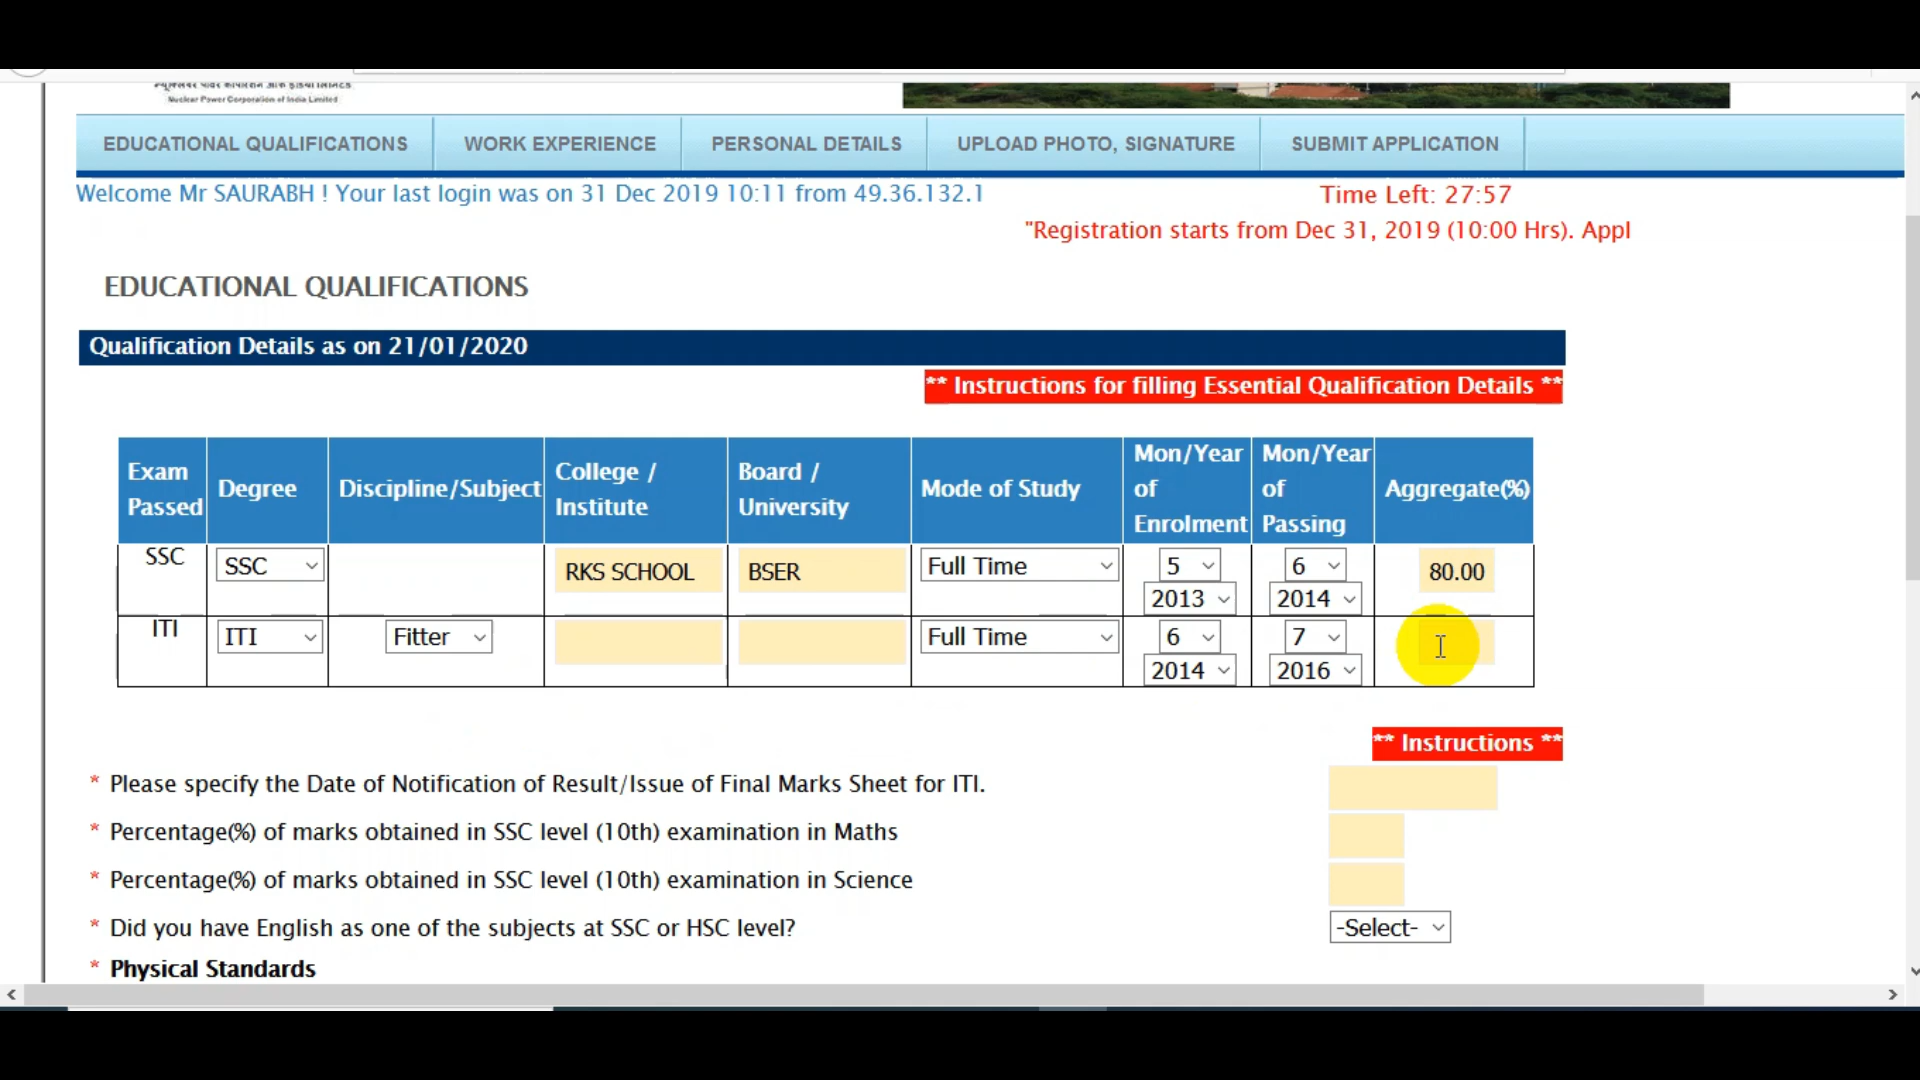 Nuclear Power Corporation of India Limited
EDUCATIONAL QUALIFICATIONS
WORK EXPERIENCE
PERSONAL DETAILS
UPLOAD PHOTO, SIGNATURE
SUBMIT APPLICATION
Welcome Mr SAURABH ! Your last login was on 31 Dec 2019 10:11 from 49.36.132.1
Time Left: 27:57
"Registration starts from Dec 31, 2019 (10:00 Hrs). Appl
EDUCATIONAL QUALIFICATIONS
Qualification Details as on 21/01/2020
** Instructions for filling Essential Qualification Details **
Exam Passed
Degree
Discipline/Subject
College / Institute
Board / University
Mode of Study
Mon/Year of Enrolment
Mon/Year of Passing
Aggregate(%)
SSC
SSC
RKS SCHOOL
BSER
Full Time
5
2013
6
2014
80.00
ITI
ITI
Fitter
Full Time
6
2014
7
2016
** Instructions **
* Please specify the Date of Notification of Result/Issue of Final Marks Sheet for ITI.
* Percentage(%) of marks obtained in SSC level (10th) examination in Maths
* Percentage(%) of marks obtained in SSC level (10th) examination in Science
* Did you have English as one of the subjects at SSC or HSC level?
-Select-
* Physical Standards